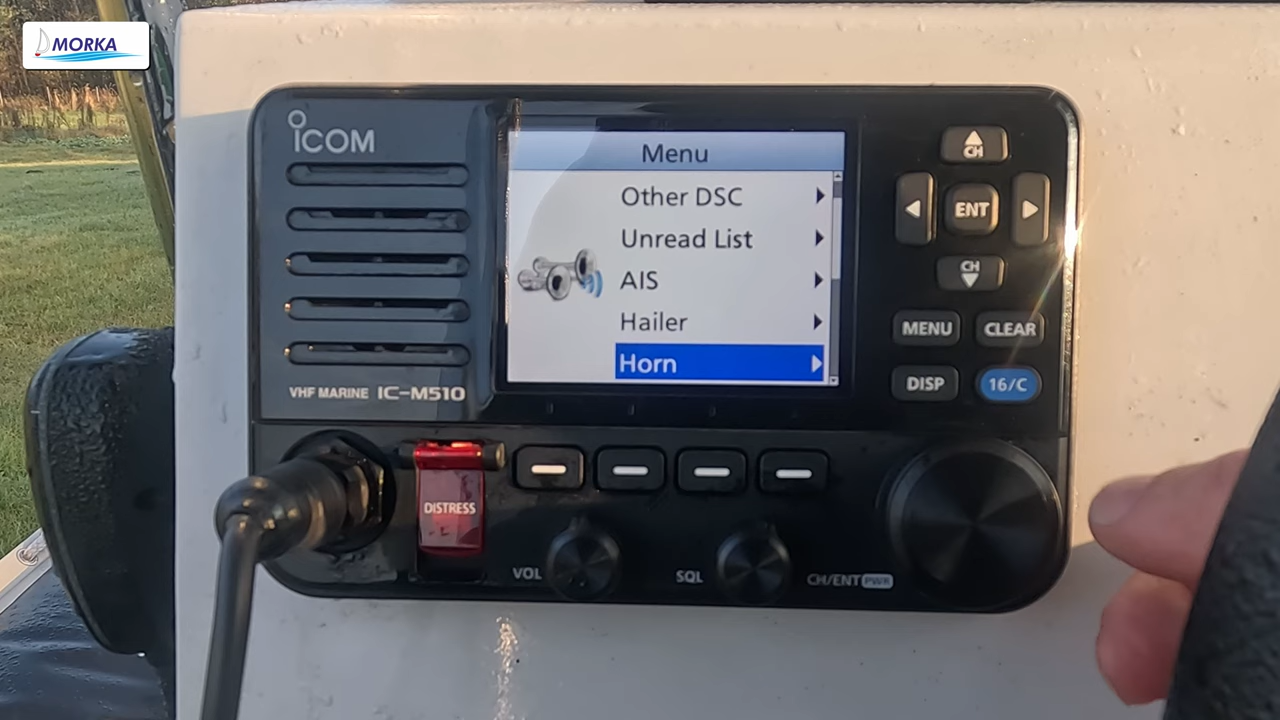 MORKA
ICOM
Menu
Other DSC
Unread List
AIS
Hailer
Horn
VHF MARINE IC-M510
CH
ENT
CH
MENU
CLEAR
DISP
16/C
DISTRESS
VOL
SQL
CH/ENT PWR